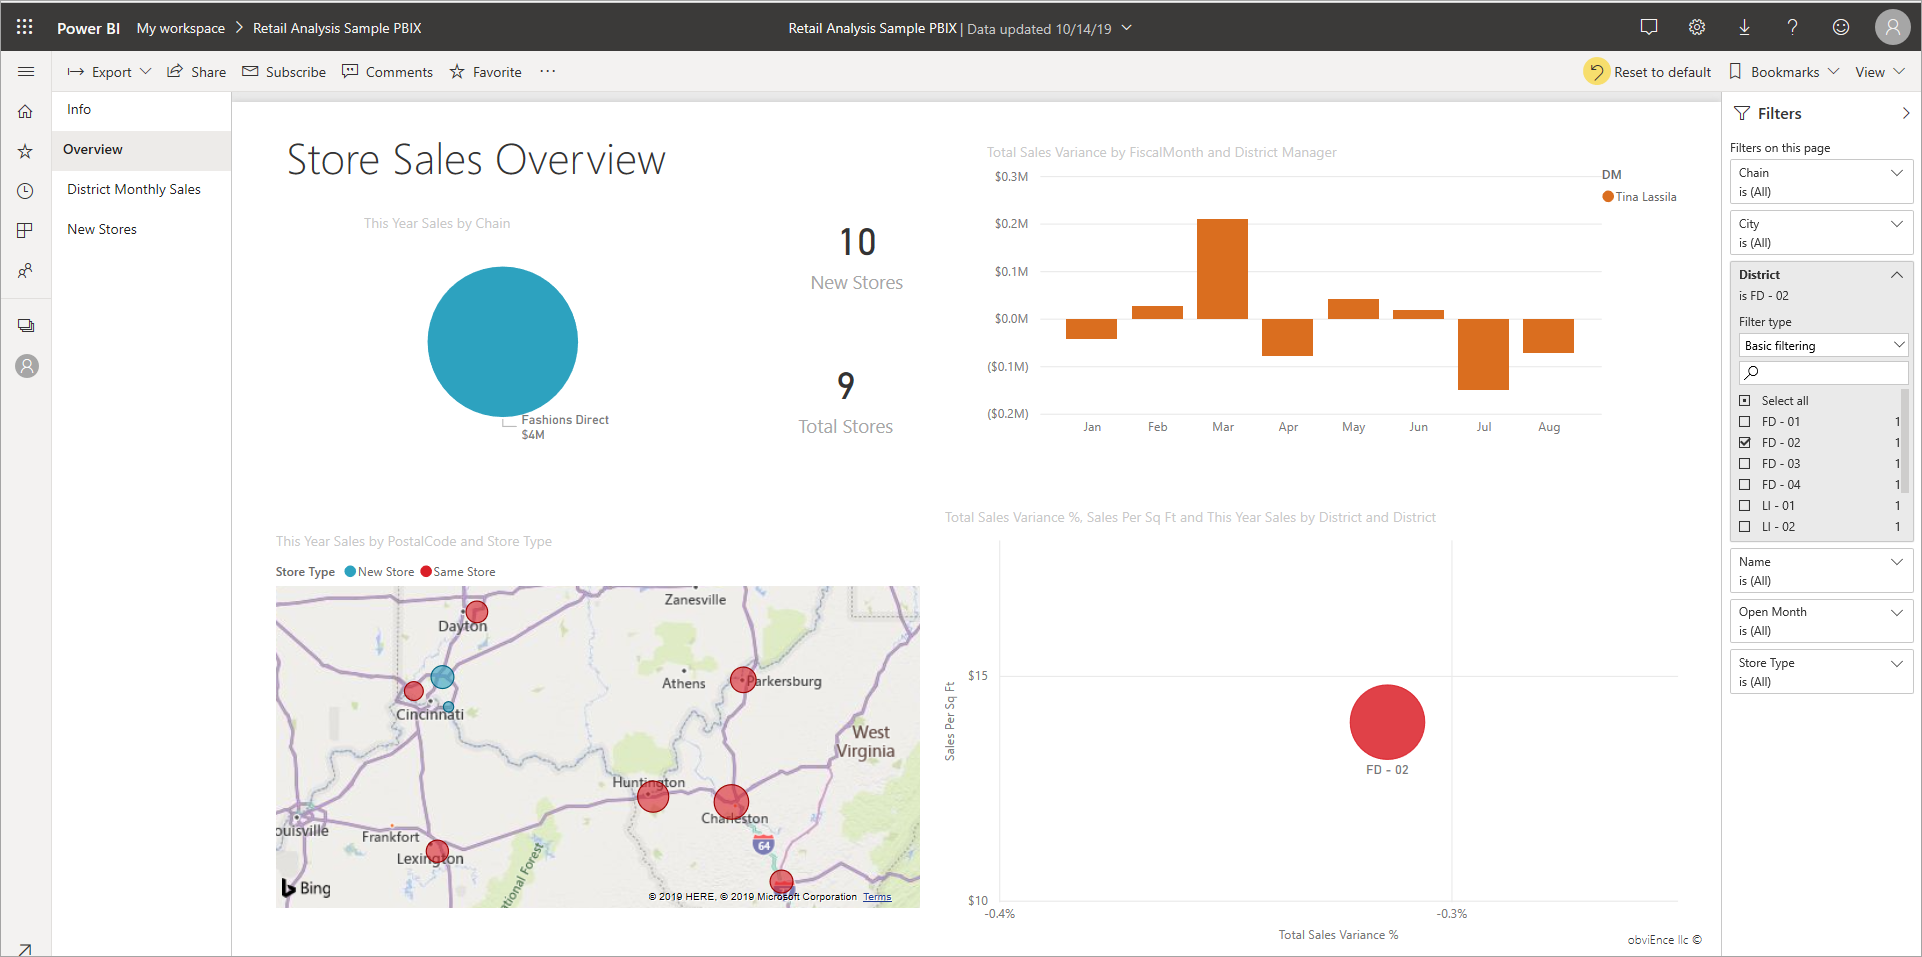 Power BI My workspace > Retail Analysis Sample PBIX
Retail Analysis Sample PBIX | Data updated 10/14/19
Export Share Subscribe Comments Favorite ...
Reset to default Bookmarks View
Info
Overview
District Monthly Sales
New Stores
Store Sales Overview
This Year Sales by Chain
Fashions Direct
$4M
10
New Stores
9
Total Stores
Total Sales Variance by FiscalMonth and District Manager
DM
Tina Lassila
$0.3M
$0.2M
$0.1M
$0.0M
($0.1M)
($0.2M)
Jan Feb Mar Apr May Jun Jul Aug
This Year Sales by PostalCode and Store Type
Store Type New Store Same Store
Zanesville
Dayton
Athens
Parkersburg
Cincinnati
West
Virginia
Huntington
Charleston
ouisville
Frankfort
Lexington
64
tional Forest
Bing
© 2019 HERE, © 2019 Microsoft Corporation Terms
Total Sales Variance %, Sales Per Sq Ft and This Year Sales by District and District
Sales Per Sq Ft
$15
$10
FD - 02
-0.4% -0.3%
Total Sales Variance %
obviEnce llc ©
Filters
Filters on this page
Chain
is (All)
City
is (All)
District
is FD - 02
Filter type
Basic filtering
Select all
FD - 01 1
FD - 02 1
FD - 03 1
FD - 04 1
LI - 01 1
LI - 02 1
Name
is (All)
Open Month
is (All)
Store Type
is (All)